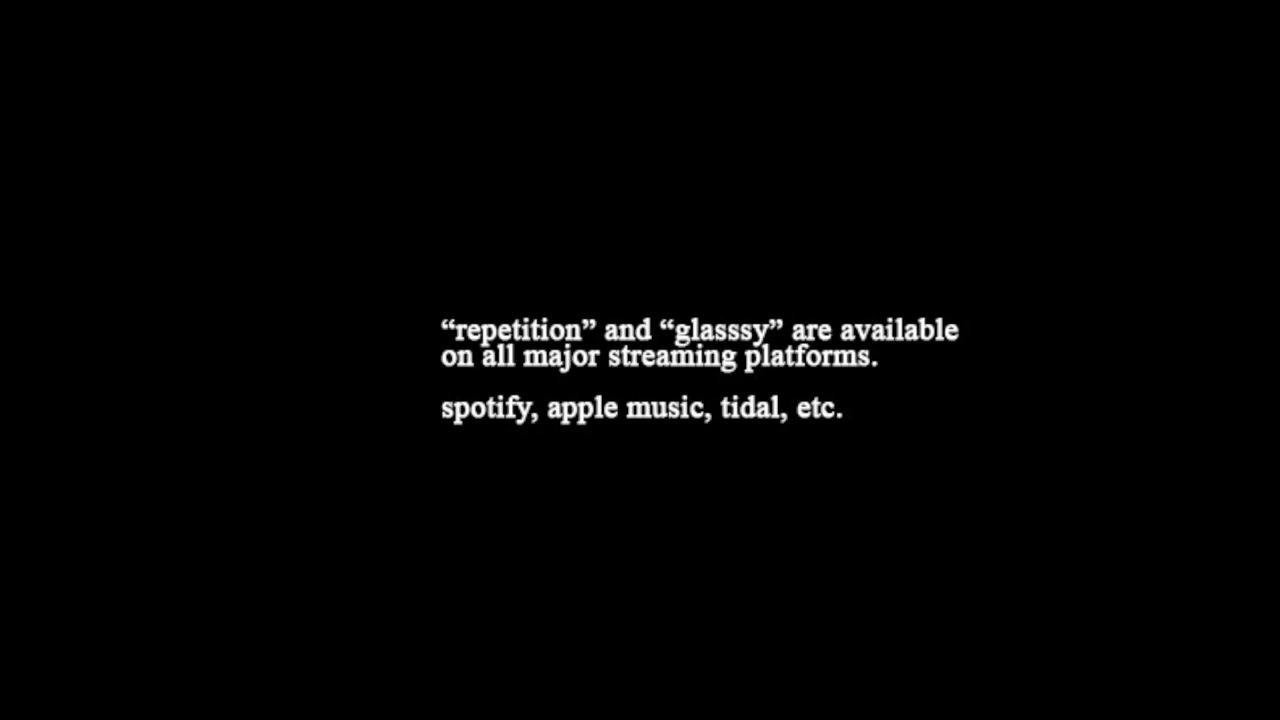 “repetition” and “glasssy” are available
on all major streaming platforms.
spotify, apple music, tidal, etc.